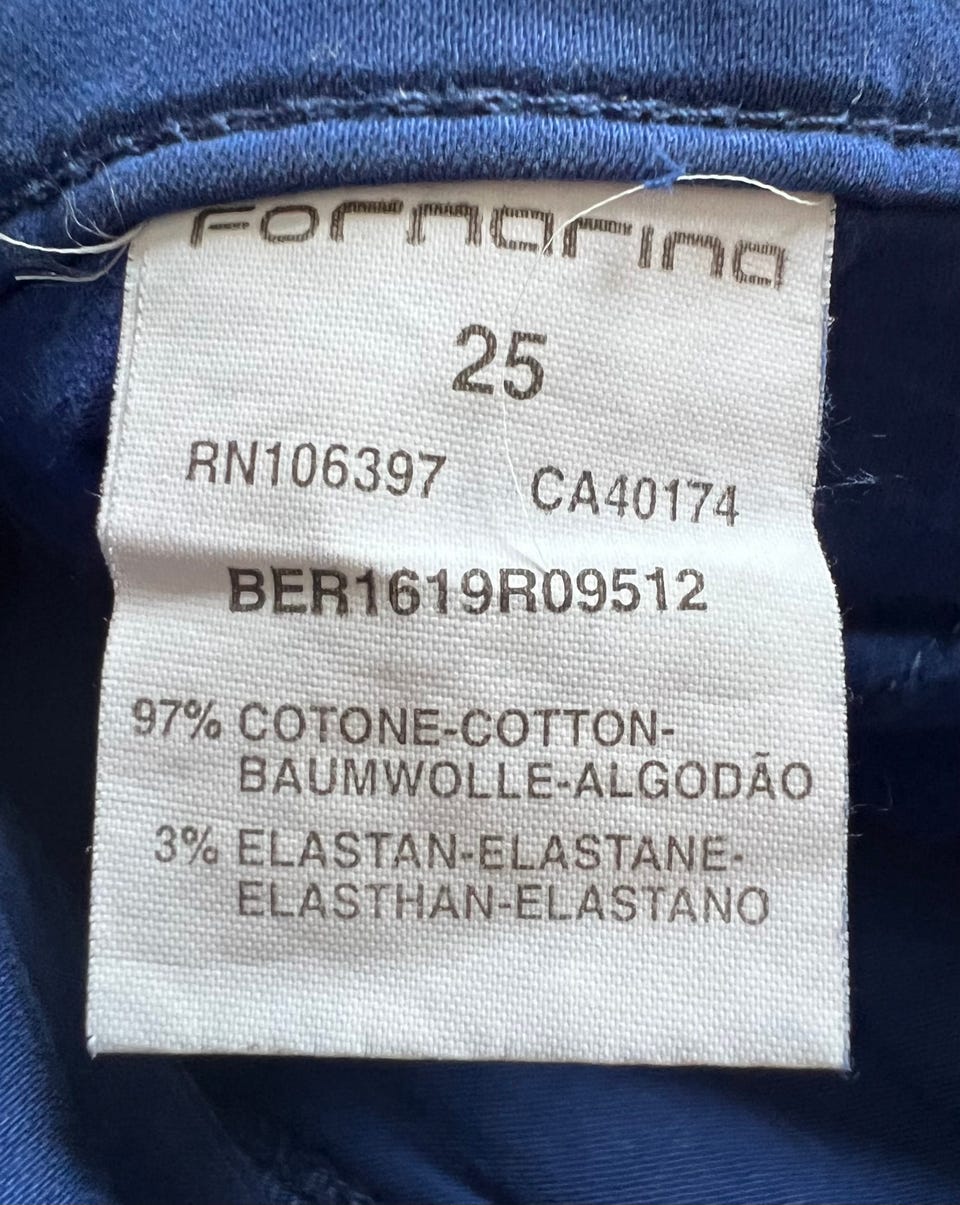 Fornarina
25
RN106397 CA40174
BER1619R09512
97% COTONE-COTTON-
BAUMWOLLE-ALGODÃO
3% ELASTAN-ELASTANE-
ELASTHAN-ELASTANO